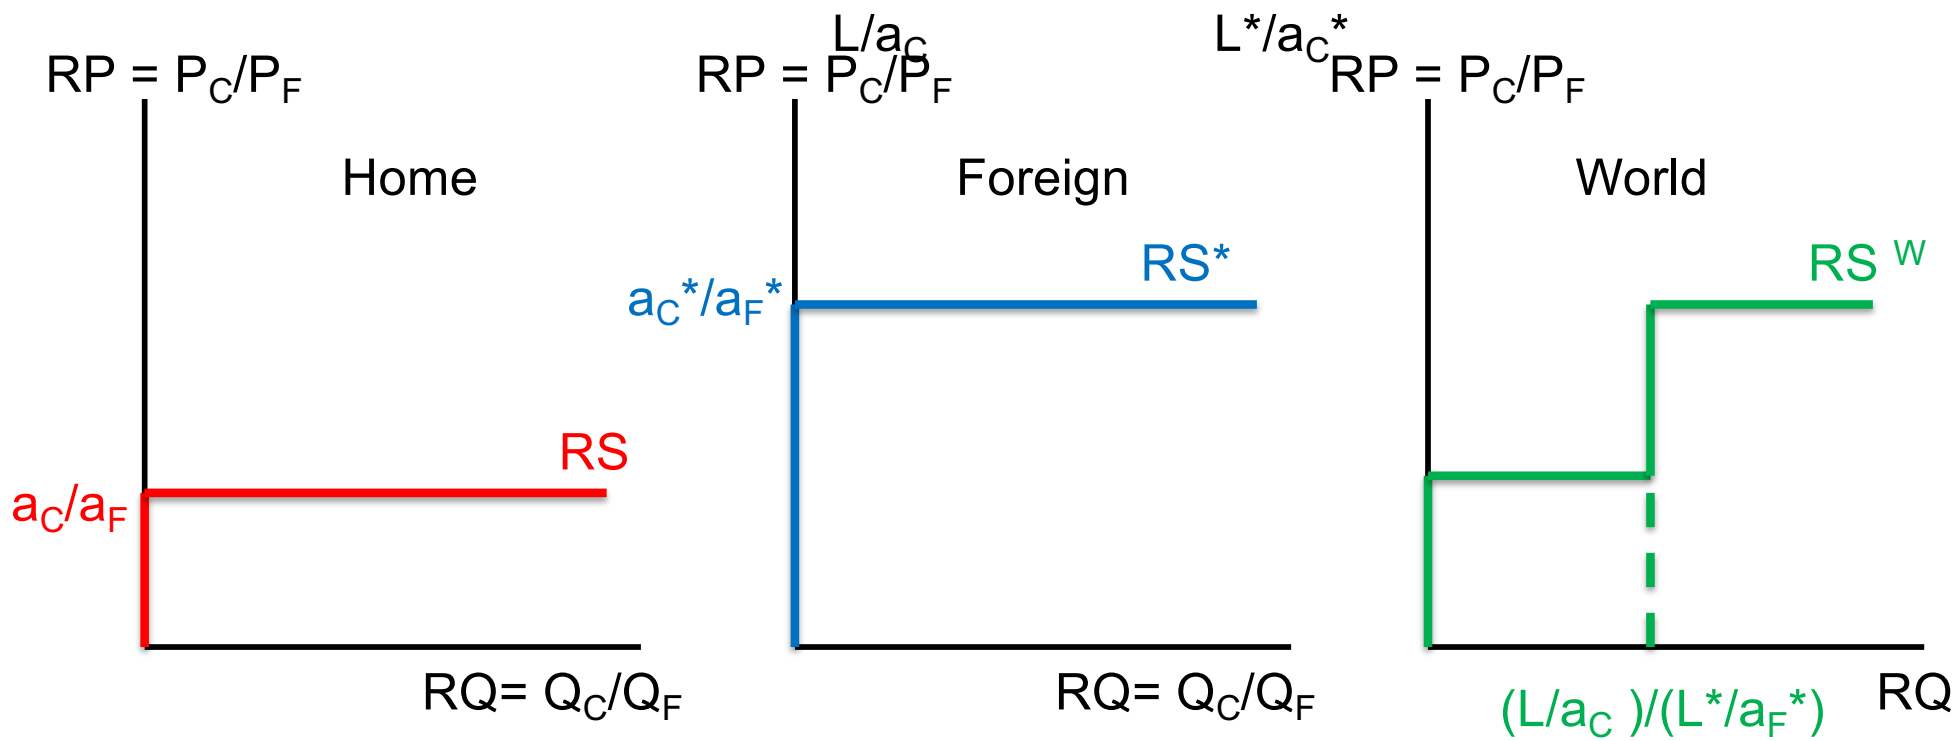 L/aC
L*/aC*
RP = PC/PF
RP = PC/PF
RP = PC/PF
Home
Foreign
World
RS
aC/aF
RS*
aC*/aF*
RS W
RQ= QC/QF
RQ= QC/QF
(L/aC )/(L*/aF*)
RQ